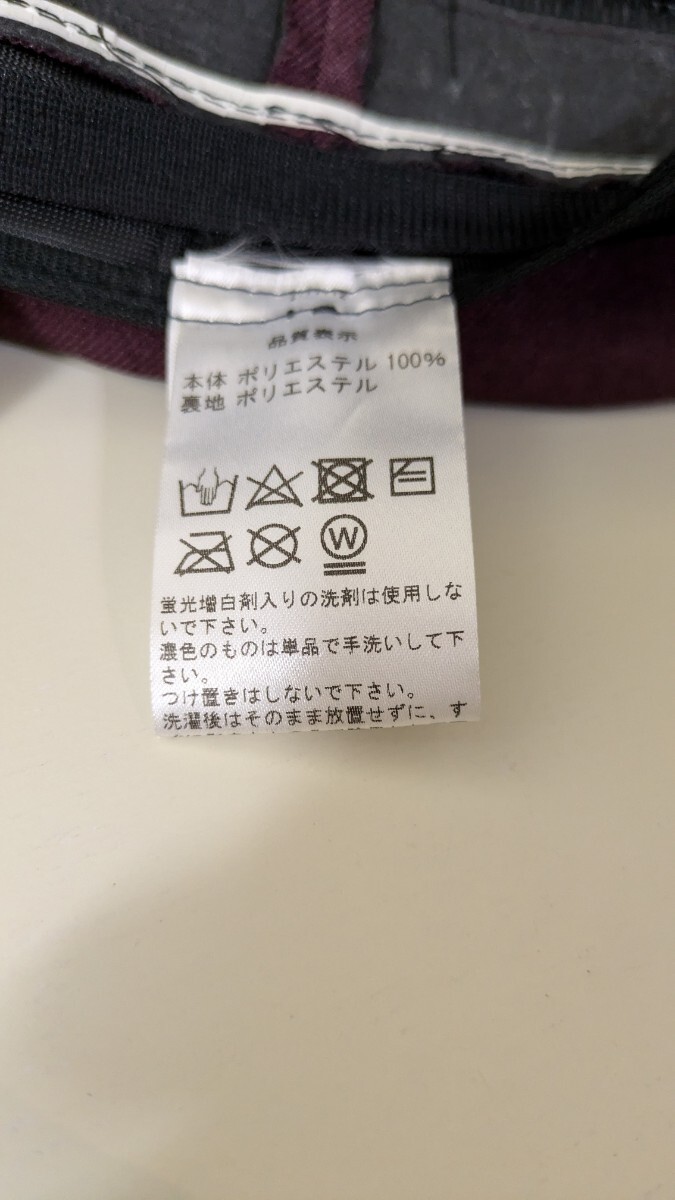 品質表示
本体 ポリエステル 100%
裏地 ポリエステル
W
蛍光増白剤入りの洗剤は使用しな
いで下さい。
濃色のものは単品で手洗いして下
さい。
つけ置きはしないで下さい。
洗濯後はそのまま放置せずに、す